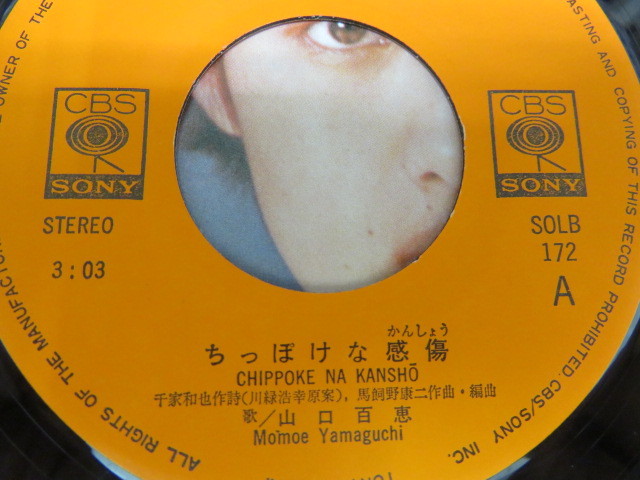 CBS
SONY
CBS
SONY
STEREO
3:03
SOLB
172
A
かんしょう
ちっぽけな感傷
CHIPPOKE NA KANSHŌ
千家和也作詩(川緑浩幸原案),馬飼野康二作曲・編曲
歌/山口百恵
Momoe Yamaguchi
ALL RIGHTS OF THE MANUFACTUR
OWNER OF THE
ASTING AND COPYING OF THIS RECORD PROHIBITED. CBS/SONY INC.